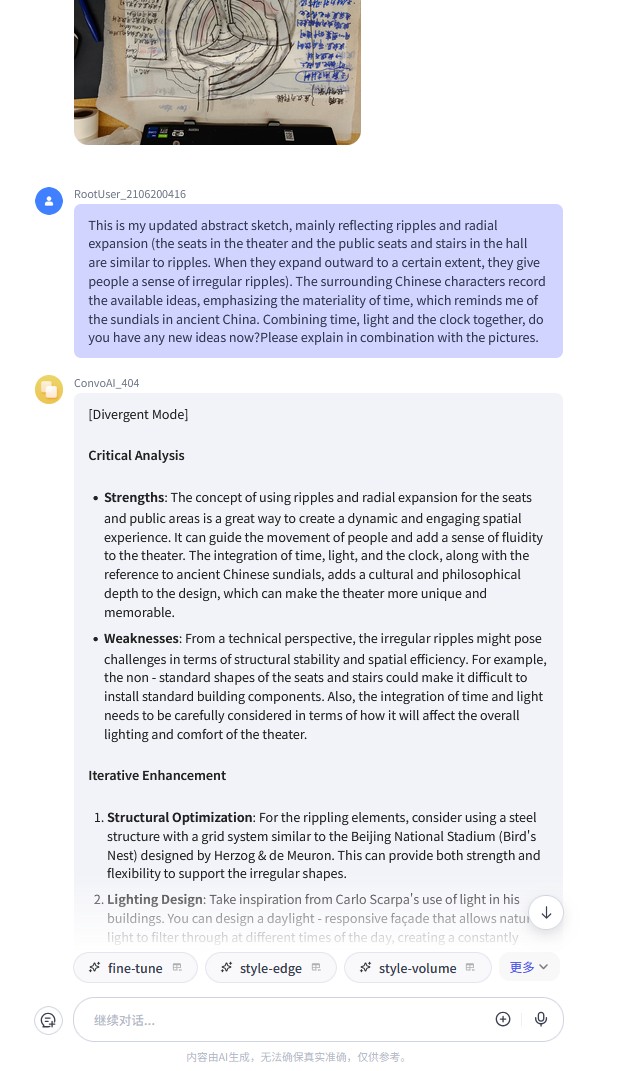 RootUser_2106200416
This is my updated abstract sketch, mainly reflecting ripples and radial
expansion (the seats in the theater and the public seats and stairs in the hall
are similar to ripples. When they expand outward to a certain extent, they give
people a sense of irregular ripples). The surrounding Chinese characters record
the available ideas, emphasizing the materiality of time, which reminds me of
the sundials in ancient China. Combining time, light and the clock together, do
you have any new ideas now?Please explain in combination with the pictures.
ConvoAI_404
[Divergent Mode]
Critical Analysis
• Strengths: The concept of using ripples and radial expansion for the seats
and public areas is a great way to create a dynamic and engaging spatial
experience. It can guide the movement of people and add a sense of fluidity
to the theater. The integration of time, light, and the clock, along with the
reference to ancient Chinese sundials, adds a cultural and philosophical
depth to the design, which can make the theater more unique and
memorable.
• Weaknesses: From a technical perspective, the irregular ripples might pose
challenges in terms of structural stability and spatial efficiency. For example,
the non - standard shapes of the seats and stairs could make it difficult to
install standard building components. Also, the integration of time and light
needs to be carefully considered in terms of how it will affect the overall
lighting and comfort of the theater.
Iterative Enhancement
1. Structural Optimization: For the rippling elements, consider using a steel
structure with a grid system similar to the Beijing National Stadium (Bird's
Nest) designed by Herzog & de Meuron. This can provide both strength and
flexibility to support the irregular shapes.
2. Lighting Design: Take inspiration from Carlo Scarpa's use of light in his
buildings. You can design a daylight - responsive façade that allows
light to filter through at different times of the day, creating a constantly
fine-tune
style-edge
style-volume
更多
继续对话...
内容由AI生成，无法确保真实准确，仅供参考。